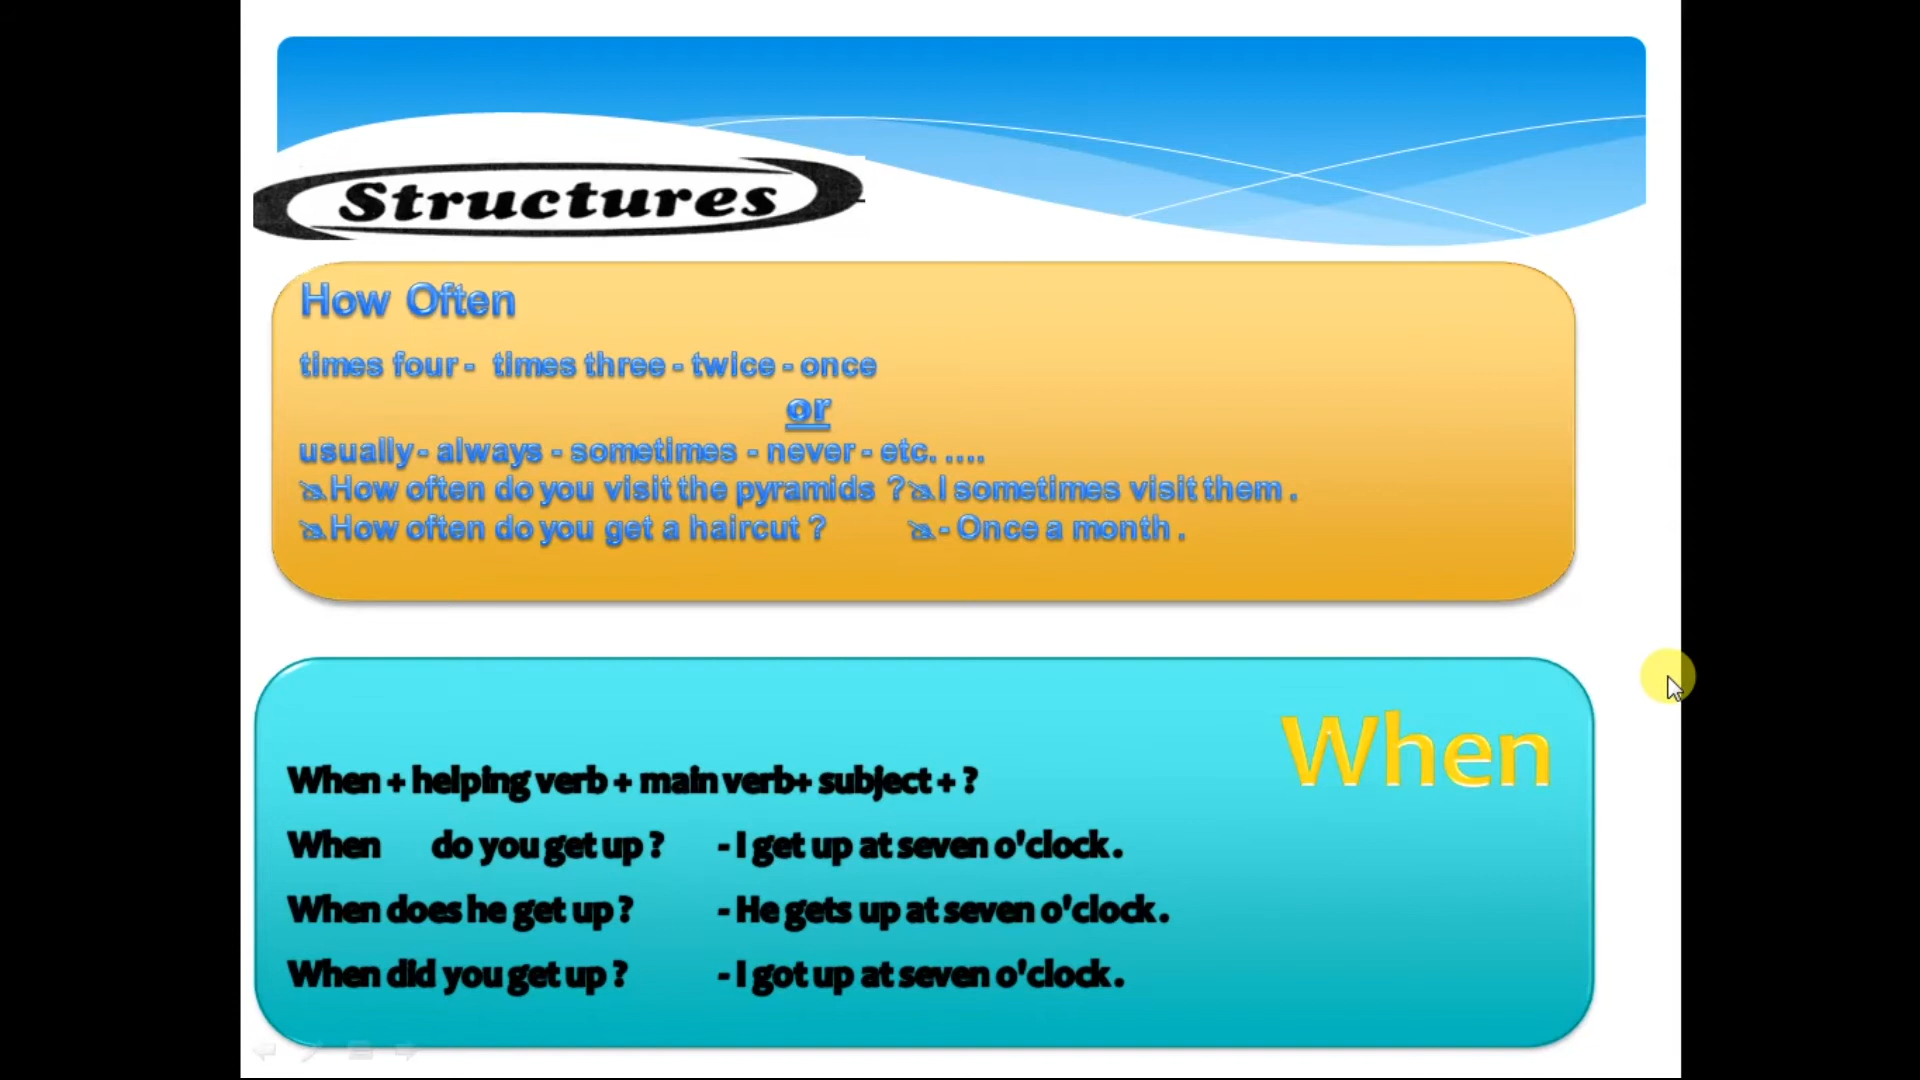 Structures
How Often
times four - times three - twice - once
or
usually - always - sometimes - never - etc. ....
How often do you visit the pyramids ? I sometimes visit them .
How often do you get a haircut ? - Once a month .
When
When + helping verb + main verb+ subject + ?
When do you get up ? - I get up at seven o'clock .
When does he get up ? - He gets up at seven o'clock .
When did you get up ? - I got up at seven o'clock .